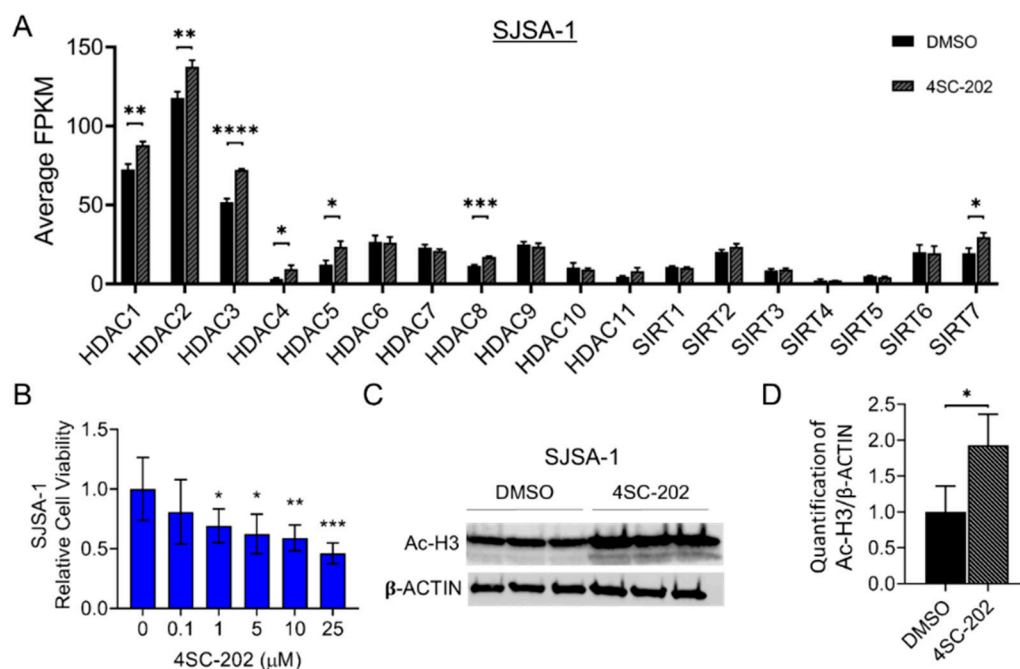 A
SJSA-1
DMSO
4SC-202
Average FPKM
150
100
50
0
**
**
****
*
*
***
*
HDAC1
HDAC2
HDAC3
HDAC4
HDAC5
HDAC6
HDAC7
HDAC8
HDAC9
HDAC10
HDAC11
SIRT1
SIRT2
SIRT3
SIRT4
SIRT5
SIRT6
SIRT7
B
SJSA-1
Relative Cell Viability
1.5
1.0
0.5
0.0
*
*
**
***
0 0.1 1 5 10 25
4SC-202 (μM)
C
SJSA-1
DMSO 4SC-202
Ac-H3
β-ACTIN
D
Quantification of
Ac-H3/β-ACTIN
2.5
2.0
1.5
1.0
0.5
0.0
*
DMSO
4SC-202